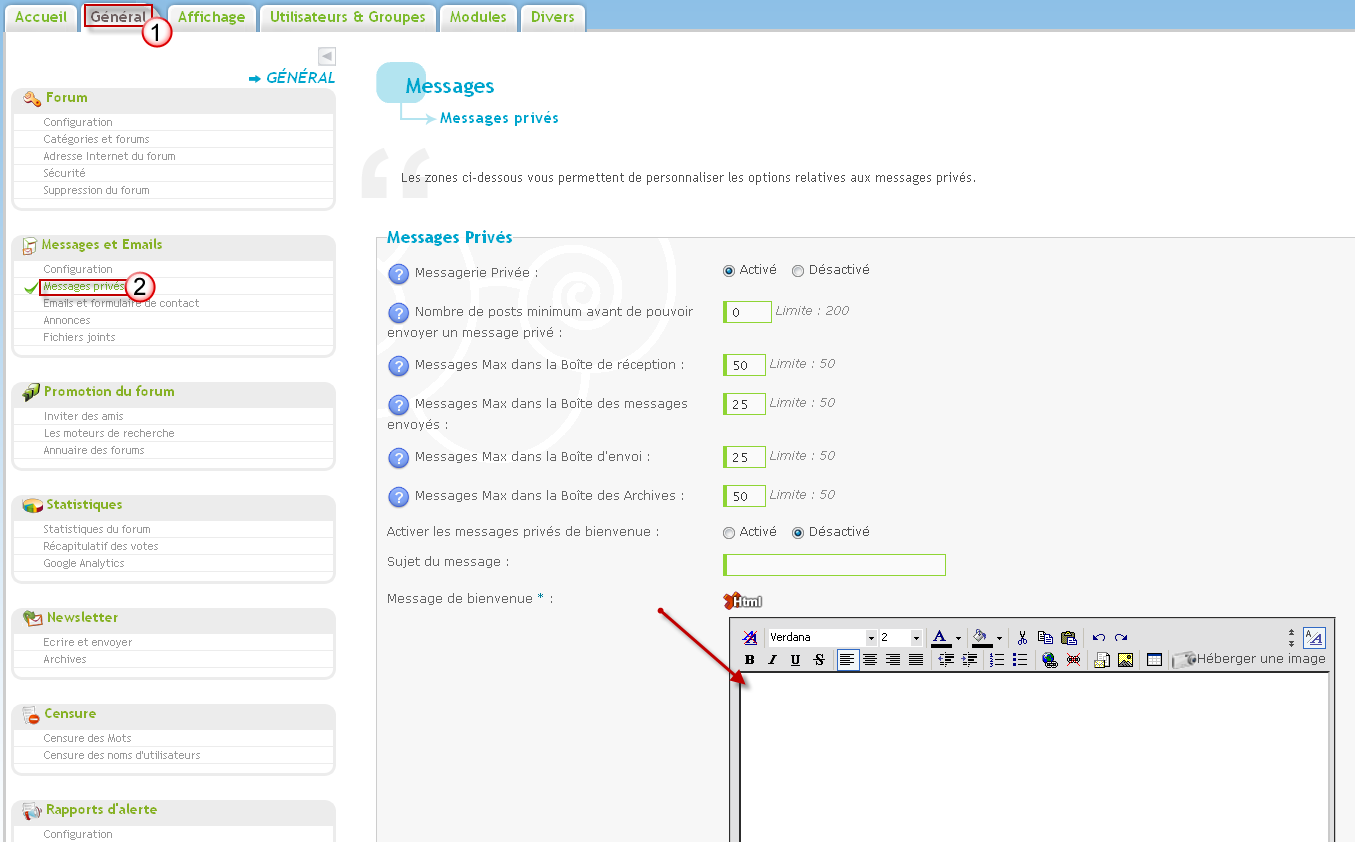 Accueil
Général
Affichage
Utilisateurs & Groupes
Modules
Divers
1
GÉNÉRAL
Forum
Configuration
Catégories et forums
Adresse Internet du forum
Sécurité
Suppression du forum
Messages et Emails
Configuration
Messages privés
2
Emails et formulaire de contact
Annonces
Fichiers joints
Promotion du forum
Inviter des amis
Les moteurs de recherche
Annuaire des forums
Statistiques
Statistiques du forum
Récapitulatif des votes
Google Analytics
Newsletter
Ecrire et envoyer
Archives
Censure
Censure des Mots
Censure des noms d'utilisateurs
Rapports d'alerte
Configuration
Messages
Messages privés
Les zones ci-dessous vous permettent de personnaliser les options relatives aux messages privés.
Messages Privés
? Messagerie Privée : Activé Désactivé
? Nombre de posts minimum avant de pouvoir
envoyer un message privé : 0 Limite : 200
? Messages Max dans la Boîte de réception : 50 Limite : 50
? Messages Max dans la Boîte des messages
envoyés : 25 Limite : 50
? Messages Max dans la Boîte d'envoi : 25 Limite : 50
? Messages Max dans la Boîte des Archives : 50 Limite : 50
Activer les messages privés de bienvenue : Activé Désactivé
Sujet du message :
Message de bienvenue * :
Html
Verdana 2 A
B I U S Héberger une image